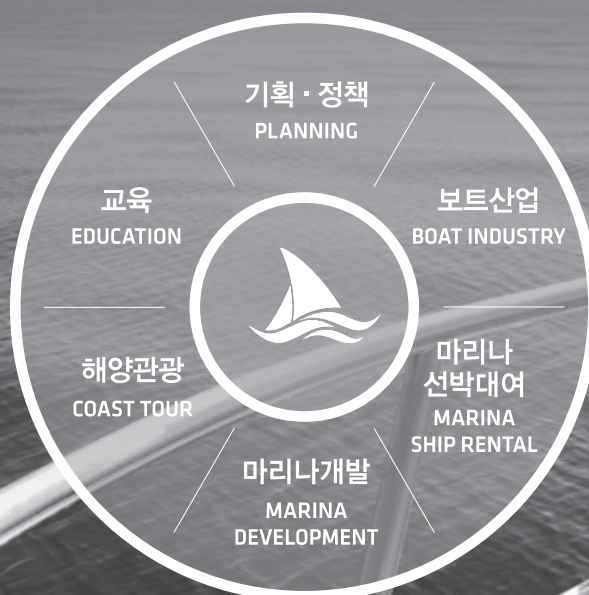 기획·정책
PLANNING
보트산업
BOAT INDUSTRY
마리나
선박대여
MARINA
SHIP RENTAL
마리나개발
MARINA
DEVELOPMENT
해양관광
COAST TOUR
교육
EDUCATION